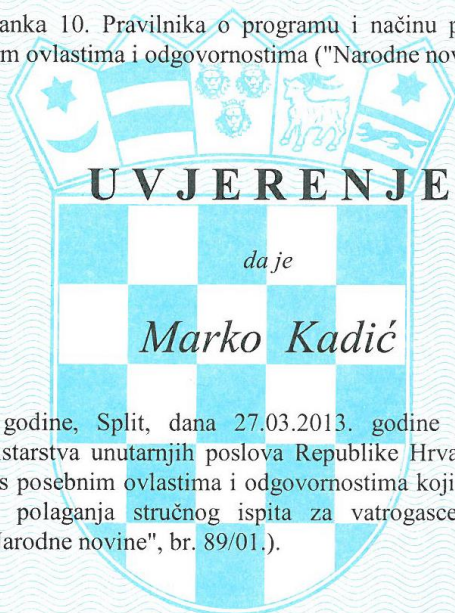 anka 10. Pravilnika o programu i načinu p
m ovlastima i odgovornostima ("Narodne nov
UVJERENJE
da je
Marko Kadić
godine, Split, dana 27.03.2013. godine
istarstva unutarnjih poslova Republike Hrva
s posebnim ovlastima i odgovornostima koji
polaganja stručnog ispita za vatrogasce
Narodne novine", br. 89/01.).